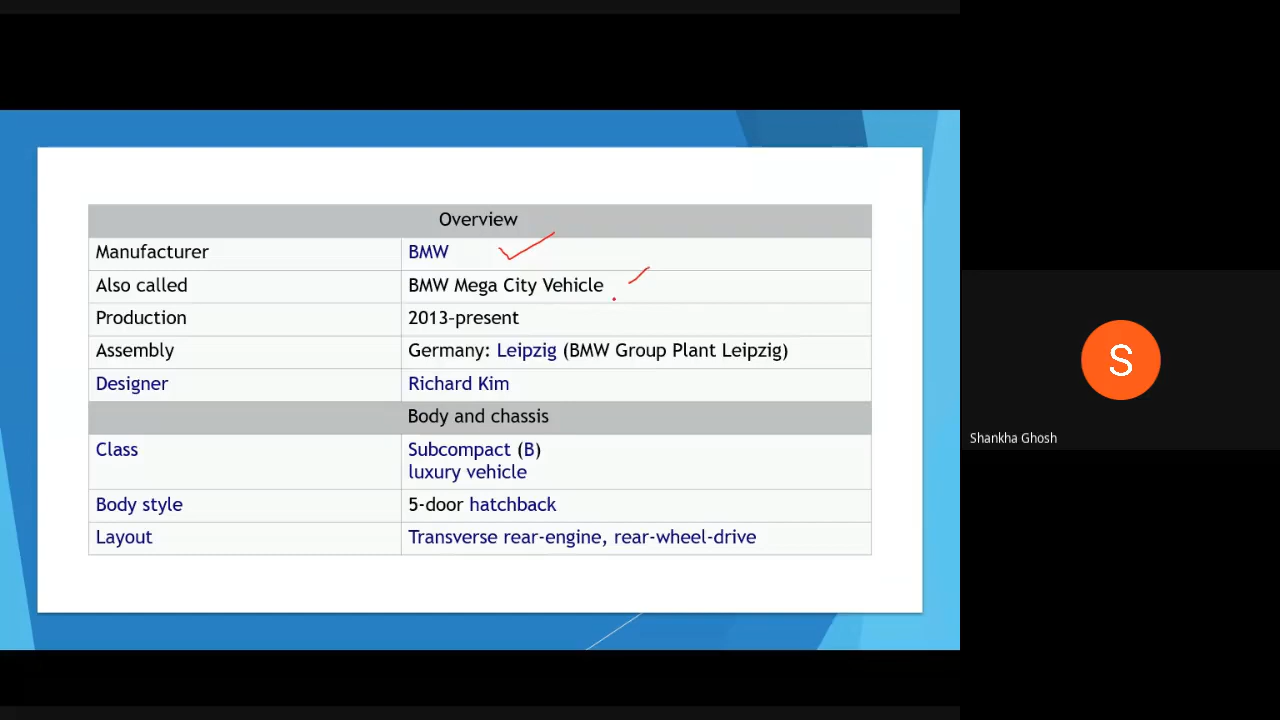 Overview
Manufacturer BMW
Also called BMW Mega City Vehicle
Production 2013–present
Assembly Germany: Leipzig (BMW Group Plant Leipzig)
Designer Richard Kim
Body and chassis
Class Subcompact (B)
luxury vehicle
Body style 5-door hatchback
Layout Transverse rear-engine, rear-wheel-drive
S
Shankha Ghosh